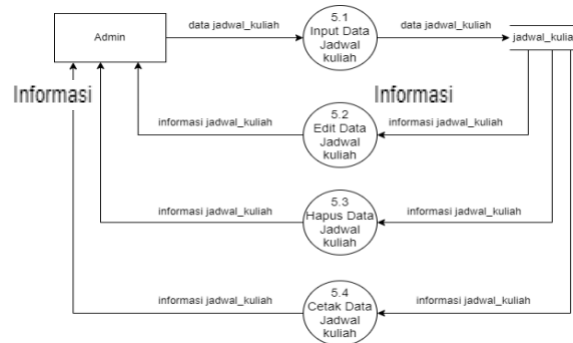 Admin
data jadwal_kuliah
5.1
Input Data
Jadwal
kuliah
data jadwal_kuliah
jadwal_kulia
Informasi
Informasi
informasi jadwal_kuliah
5.2
Edit Data
Jadwal
kuliah
informasi jadwal_kuliah
informasi jadwal_kuliah
5.3
Hapus Data
Jadwal
kuliah
informasi jadwal_kuliah
informasi jadwal_kuliah
5.4
Cetak Data
Jadwal
kuliah
informasi jadwal_kuliah